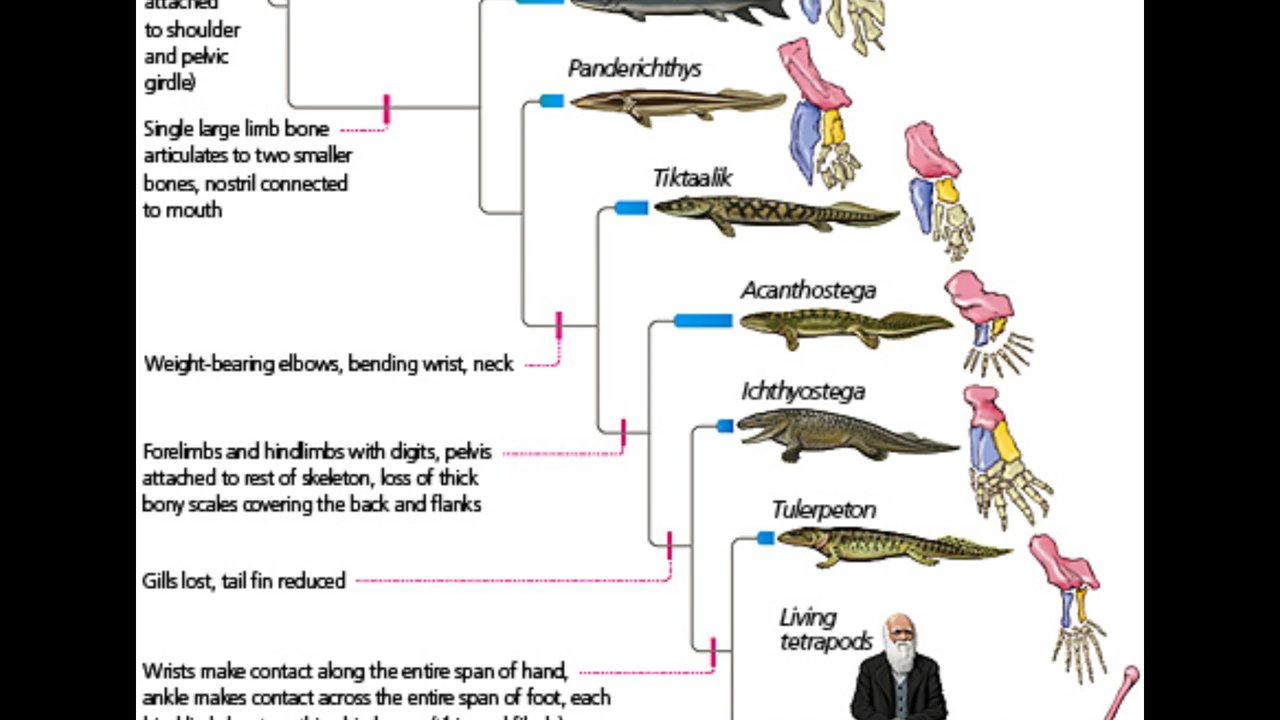 attached
to shoulder
and pelvic
girdle)
Panderichthys
Single large limb bone
articulates to two smaller
bones, nostril connected
to mouth
Tiktaalik
Acanthostega
Weight-bearing elbows, bending wrist, neck
Ichthyostega
Forelimbs and hindlimbs with digits, pelvis
attached to rest of skeleton, loss of thick
bony scales covering the back and flanks
Tulerpeton
Gills lost, tail fin reduced
Living
tetrapods
Wrists make contact along the entire span of hand,
ankle makes contact across the entire span of foot, each